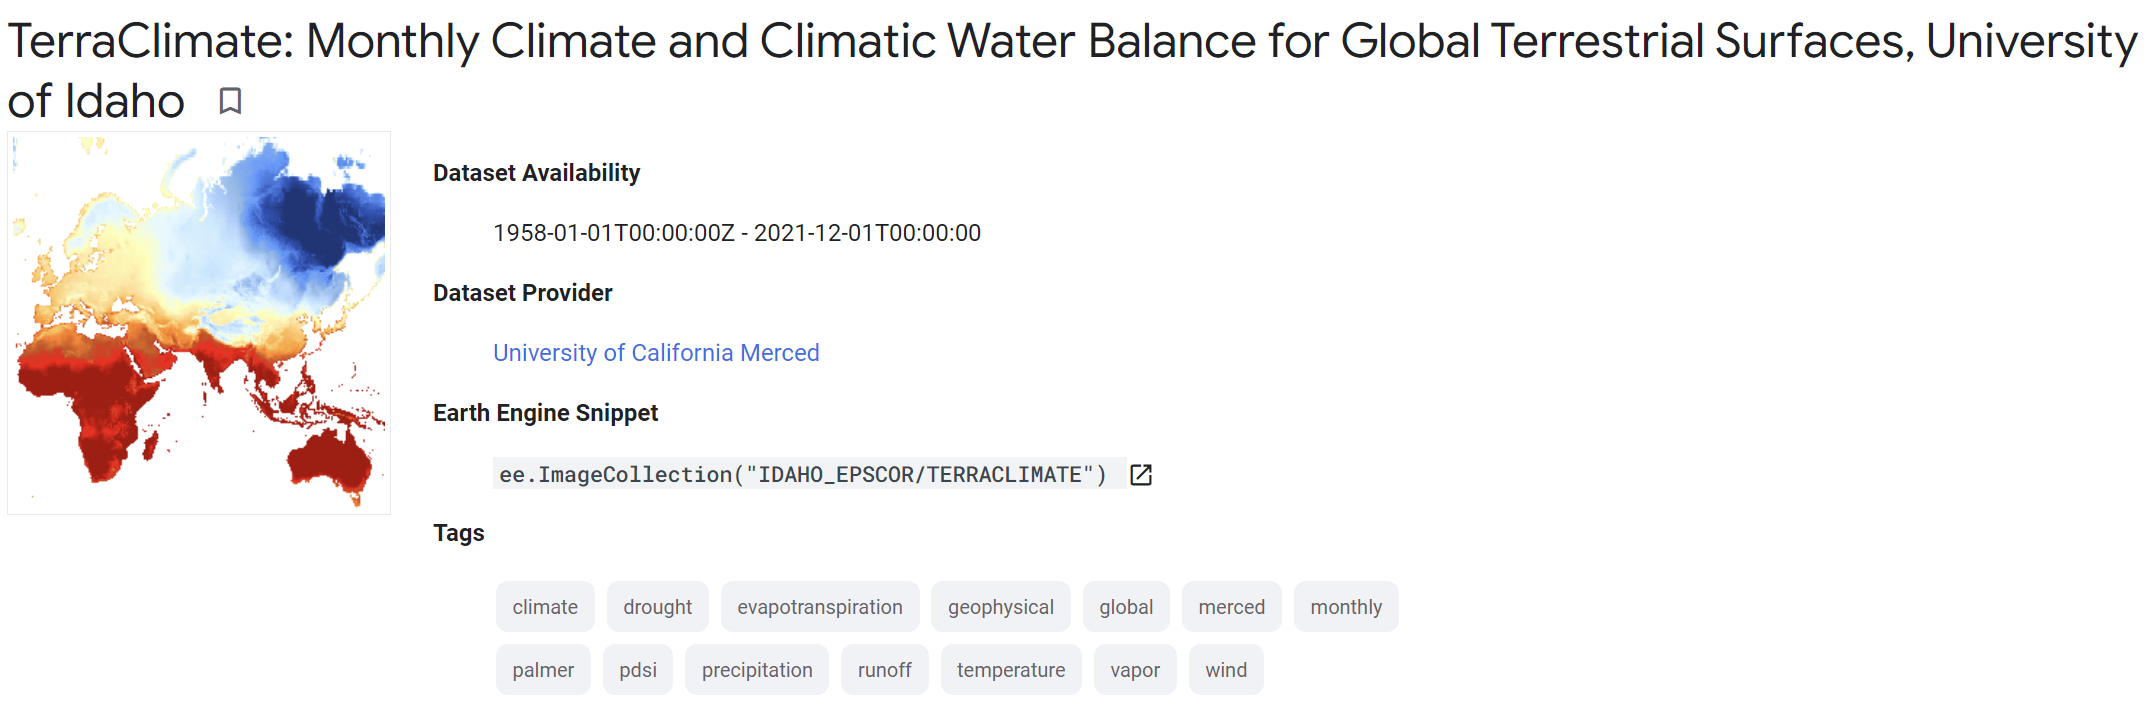 TerraClimate: Monthly Climate and Climatic Water Balance for Global Terrestrial Surfaces, University
of Idaho
Dataset Availability
1958-01-01T00:00:00Z - 2021-12-01T00:00:00
Dataset Provider
University of California Merced
Earth Engine Snippet
ee.ImageCollection("IDAHO_EPSCOR/TERRACLIMATE")
Tags
climate drought evapotranspiration geophysical global merced monthly
palmer pdsi precipitation runoff temperature vapor wind